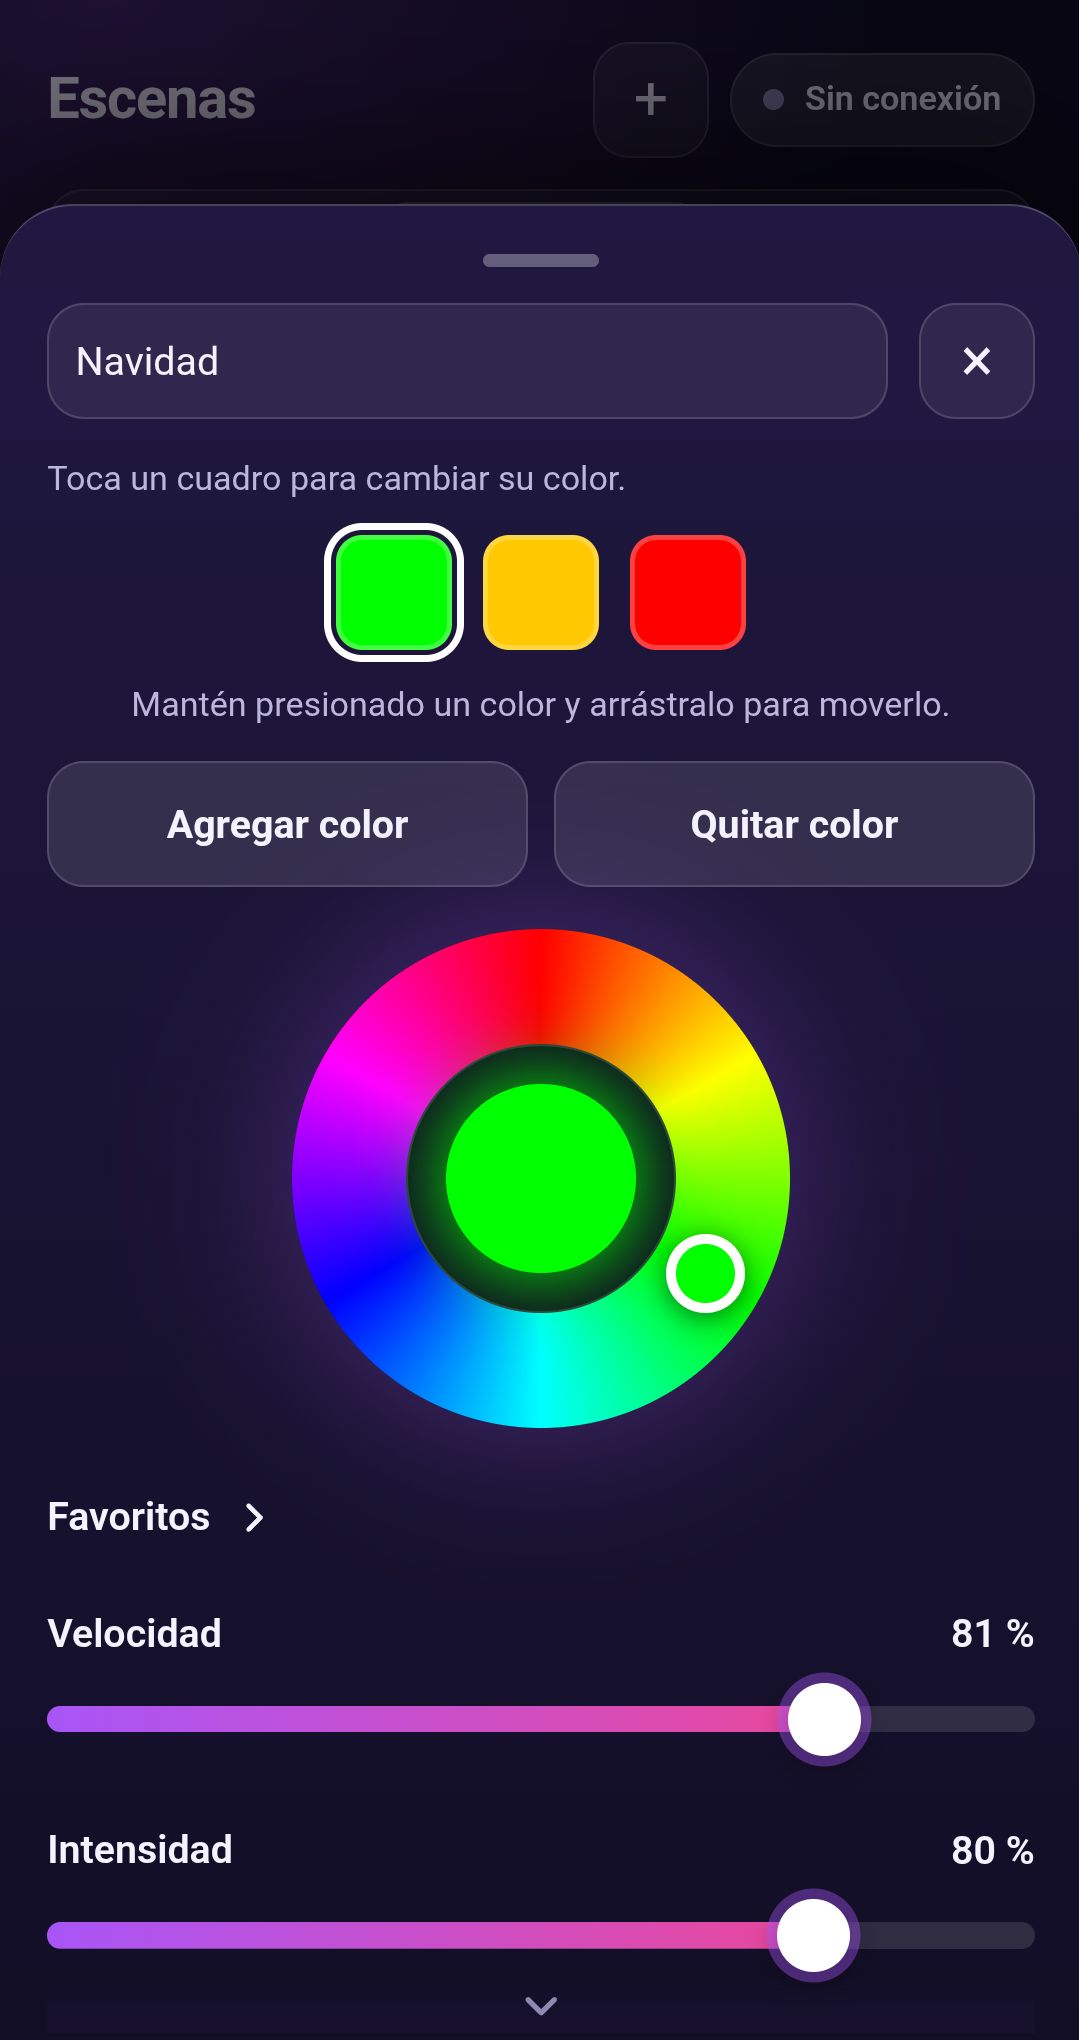 Escenas
+
Sin conexión
Navidad
Toca un cuadro para cambiar su color.
Mantén presionado un color y arrástralo para moverlo.
Agregar color
Quitar color
Favoritos
Velocidad
81 %
Intensidad
80 %